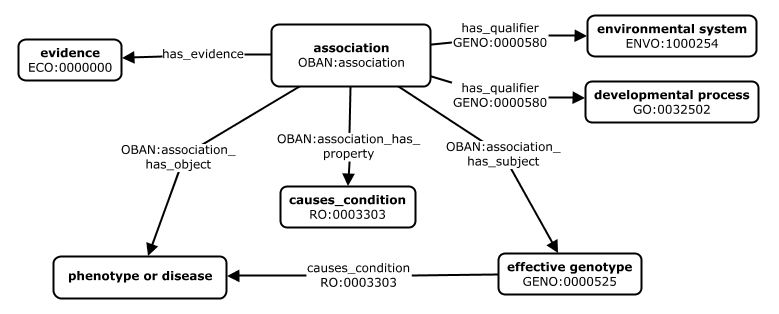 evidence
ECO:0000000
has_evidence
association
OBAN:association
has_qualifier
GENO:0000580
environmental system
ENVO:1000254
has_qualifier
GENO:0000580
developmental process
GO:0032502
OBAN:association_
has_object
OBAN:association_has_
property
OBAN:association_
has_subject
causes_condition
RO:0003303
phenotype or disease
causes_condition
RO:0003303
effective genotype
GENO:0000525